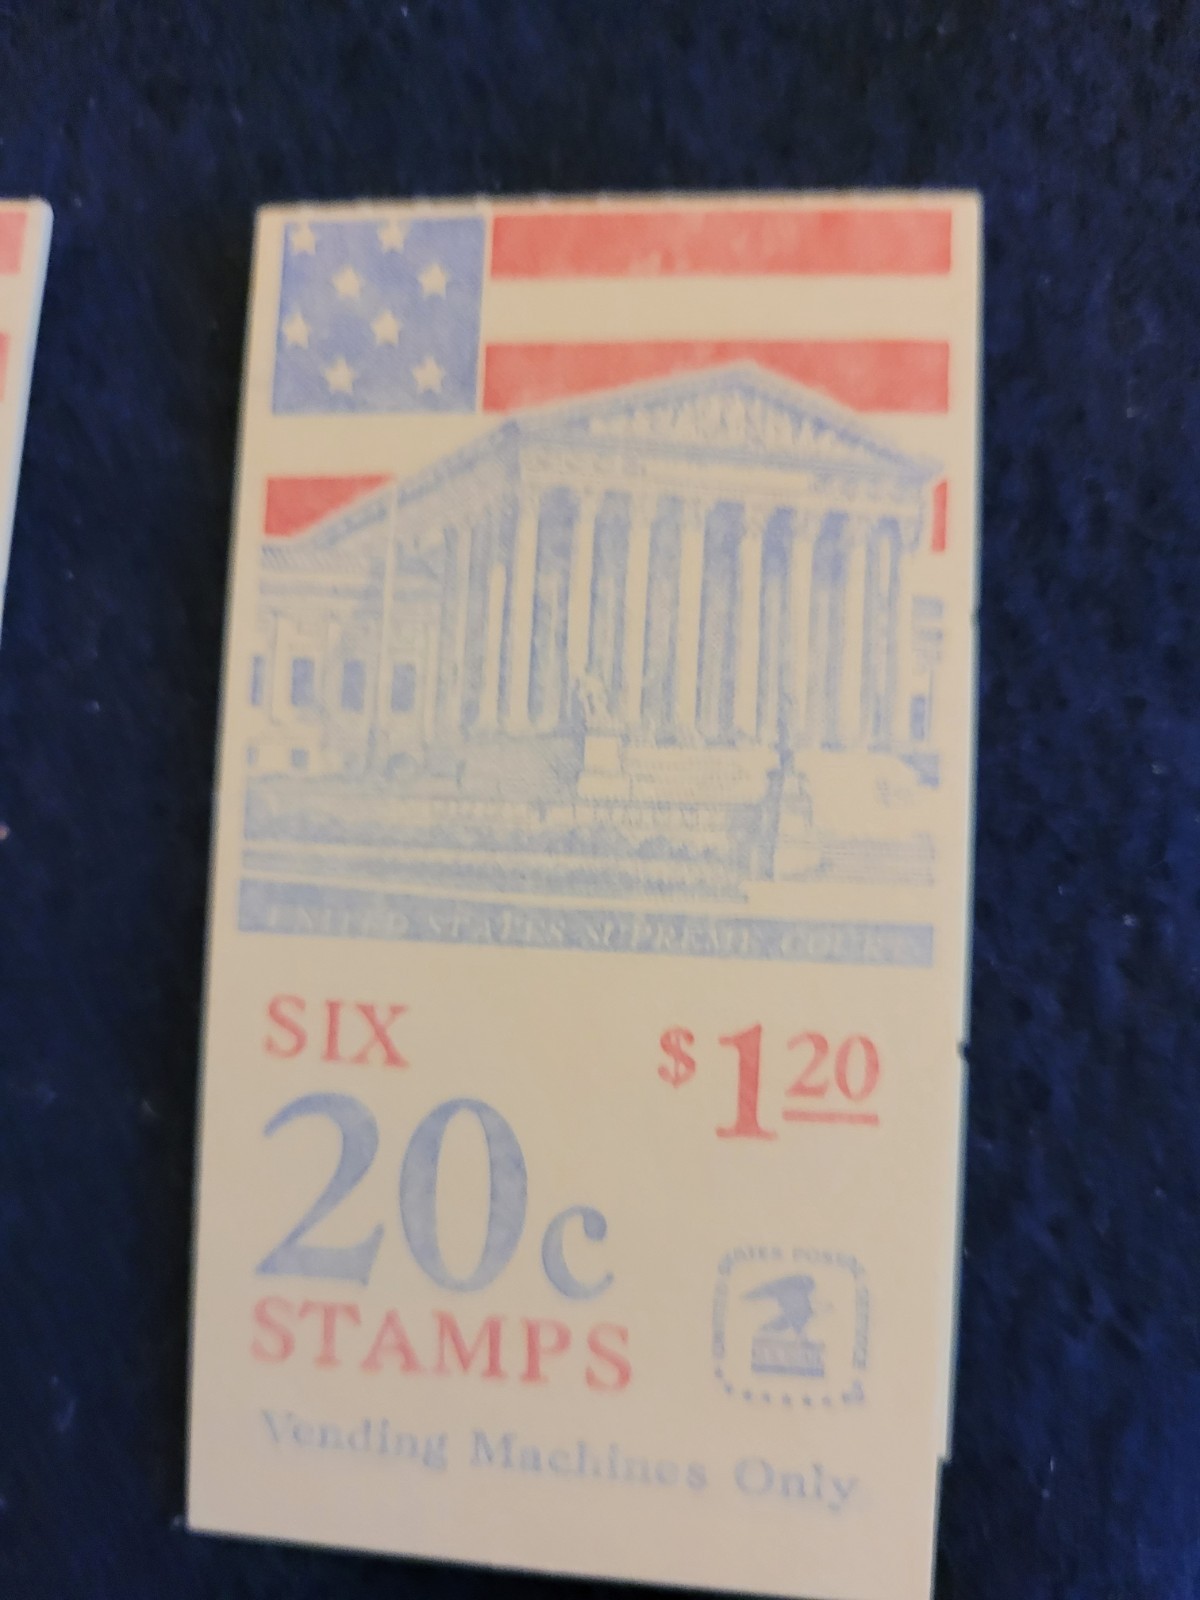 UNITED STATES SUPREME COURT
SIX
$1 20
20c
STAMPS
Vending Machines Only